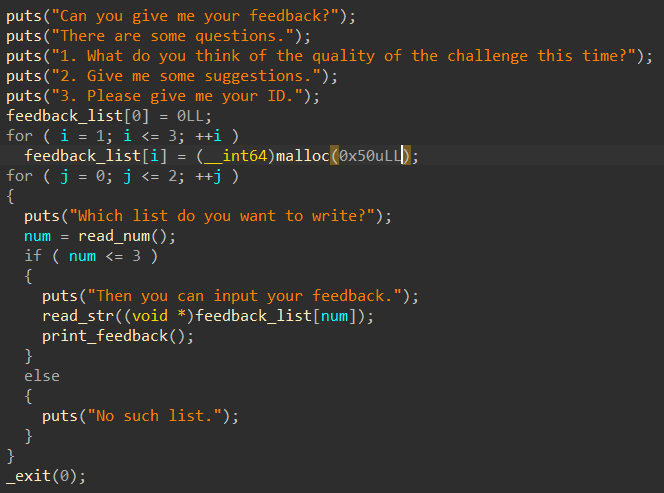 puts("Can you give me your feedback?");
puts("There are some questions.");
puts("1. What do you think of the quality of the challenge this time?");
puts("2. Give me some suggestions.");
puts("3. Please give me your ID.");
feedback_list[0] = 0LL;
for ( i = 1; i <= 3; ++i )
  feedback_list[i] = (__int64)malloc(0x50uLL);
for ( j = 0; j <= 2; ++j )
{
  puts("Which list do you want to write?");
  num = read_num();
  if ( num <= 3 )
  {
    puts("Then you can input your feedback.");
    read_str((void *)feedback_list[num]);
    print_feedback();
  }
  else
  {
    puts("No such list.");
  }
}
_exit(0);